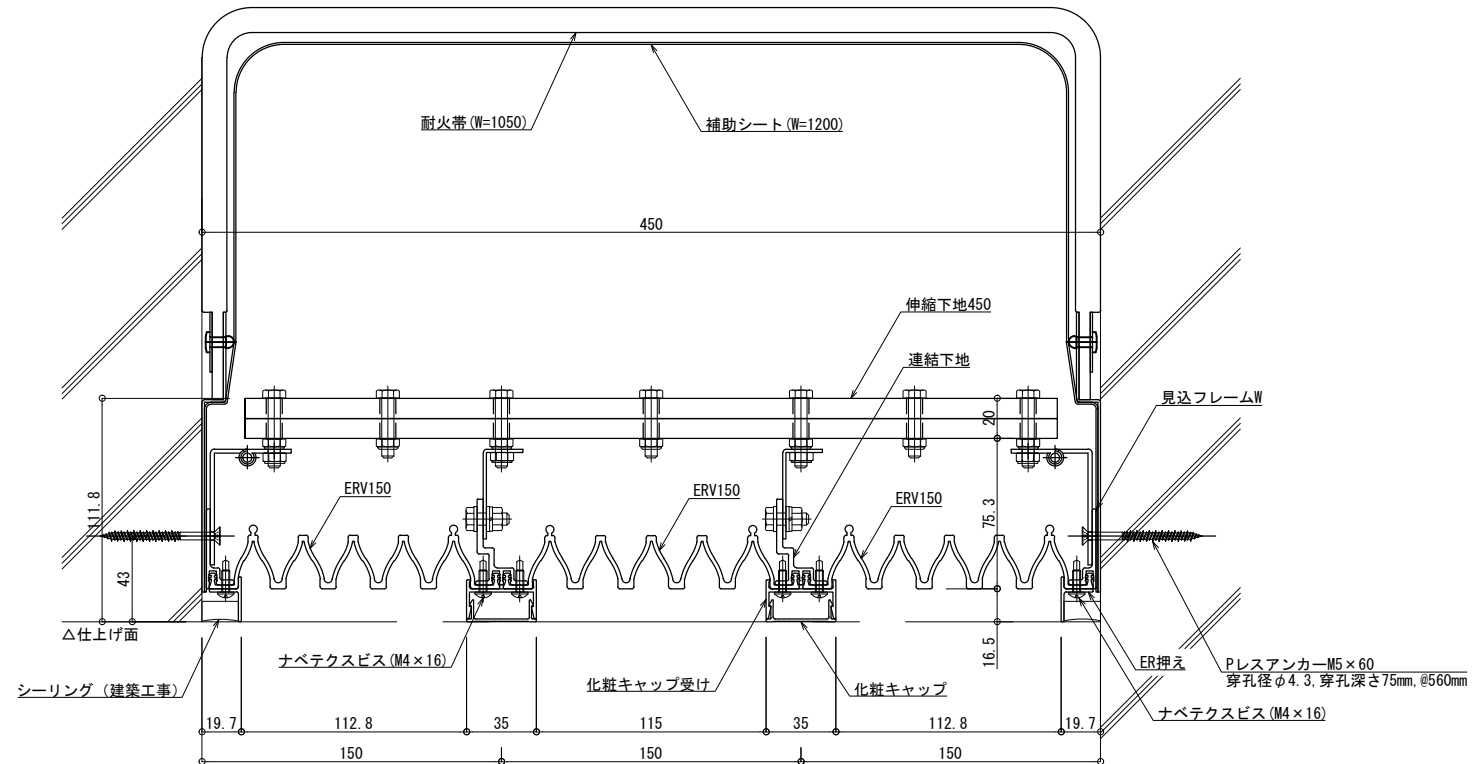 耐火帯(W=1050)
補助シート(W=1200)
450
伸縮下地450
連結下地
見込フレームW
20
ERV150
ERV150
ERV150
111.8
75.3
43
△仕上げ面
16.5
ナベテクスビス(M4×16)
シーリング（建築工事）
化粧キャップ受け
化粧キャップ
ER押え
Pレスアンカー M5×60
穿孔径φ4.3,穿孔深さ75mm,@560mm
ナベテクスビス(M4×16)
19.7
112.8
35
115
35
112.8
19.7
150
150
150